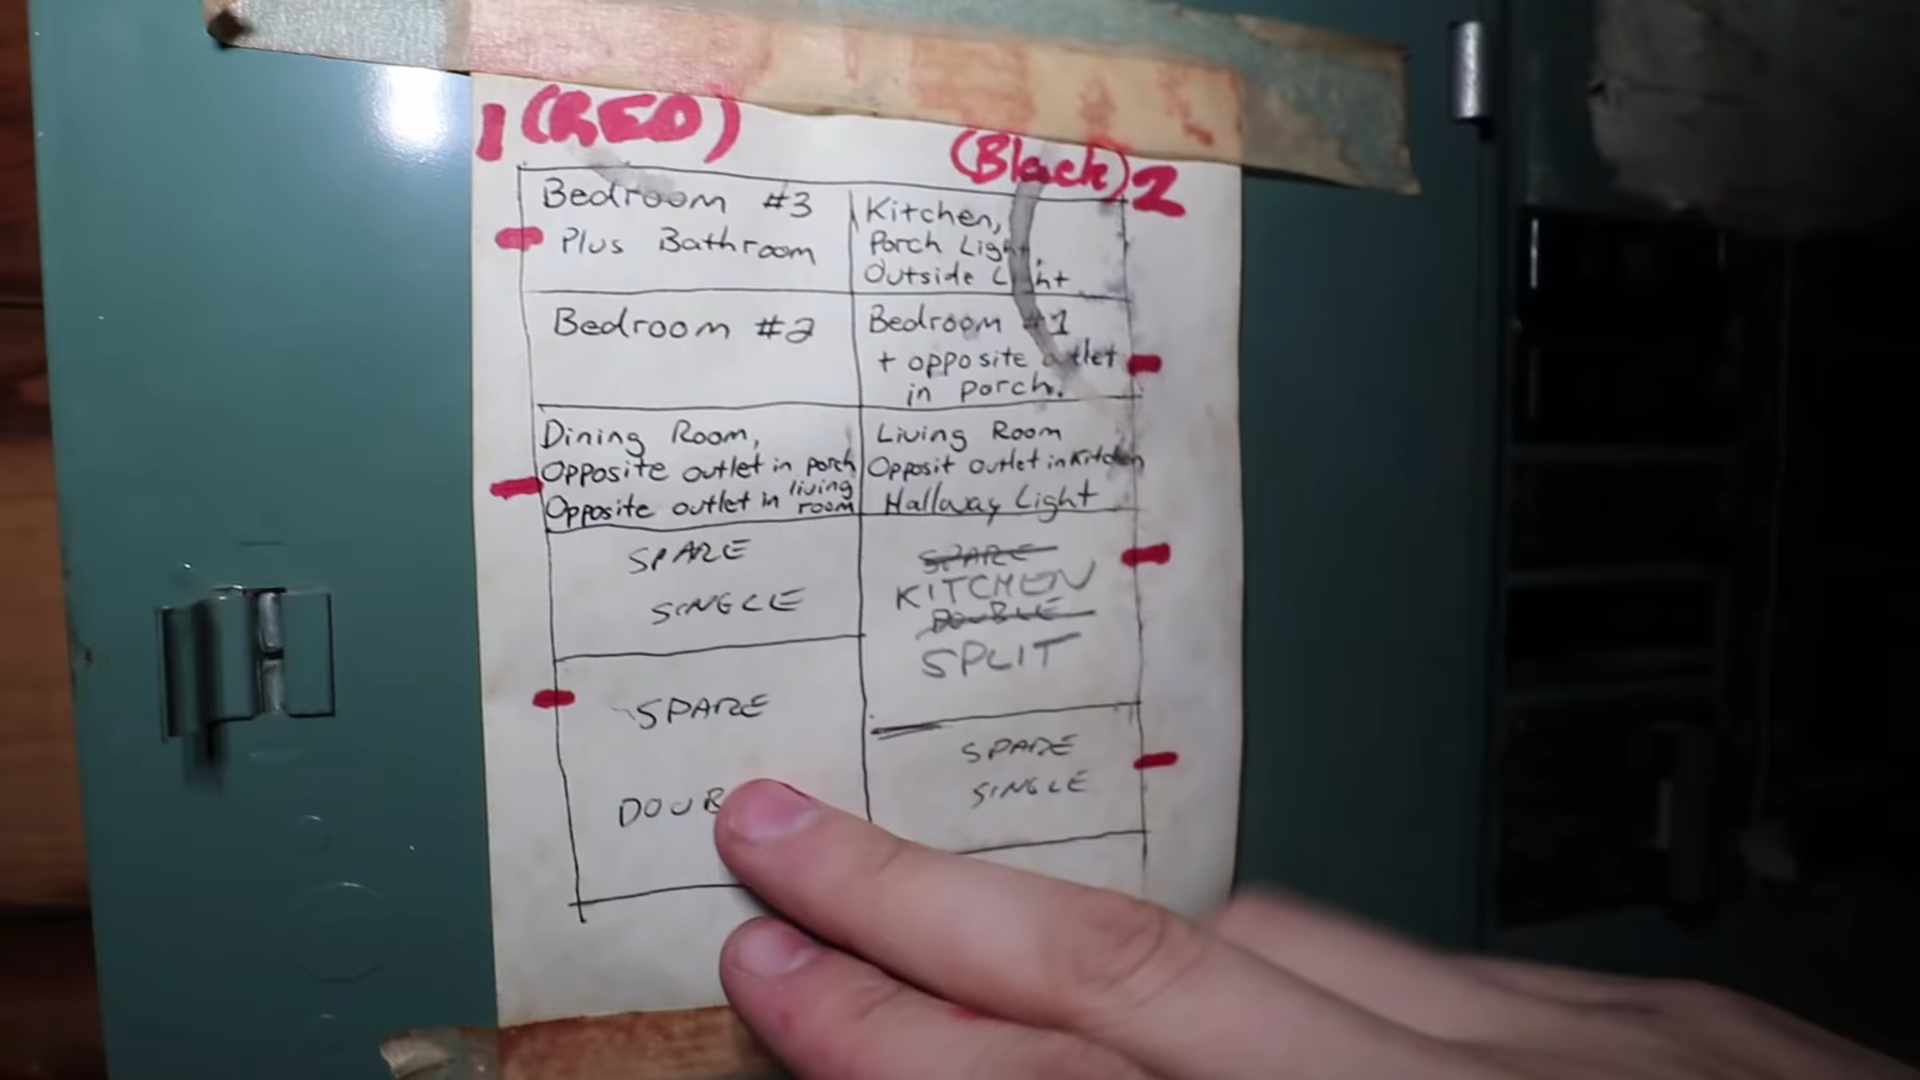 1 (RED)
(Black) 2
Bedroom #3
Plus Bathroom
Kitchen,
Porch Light,
Outside Light
Bedroom #2
Bedroom #1
+ opposite outlet
in porch.
Dining Room,
Opposite outlet in porch
Opposite outlet in living room
Living Room
Opposit outlet in Kitchen
Hallway Light
SPARE
SINGLE
SPARE
KITCHEN
DOUBLE
SPLIT
SPARE
DOUB
SPARE
SINGLE